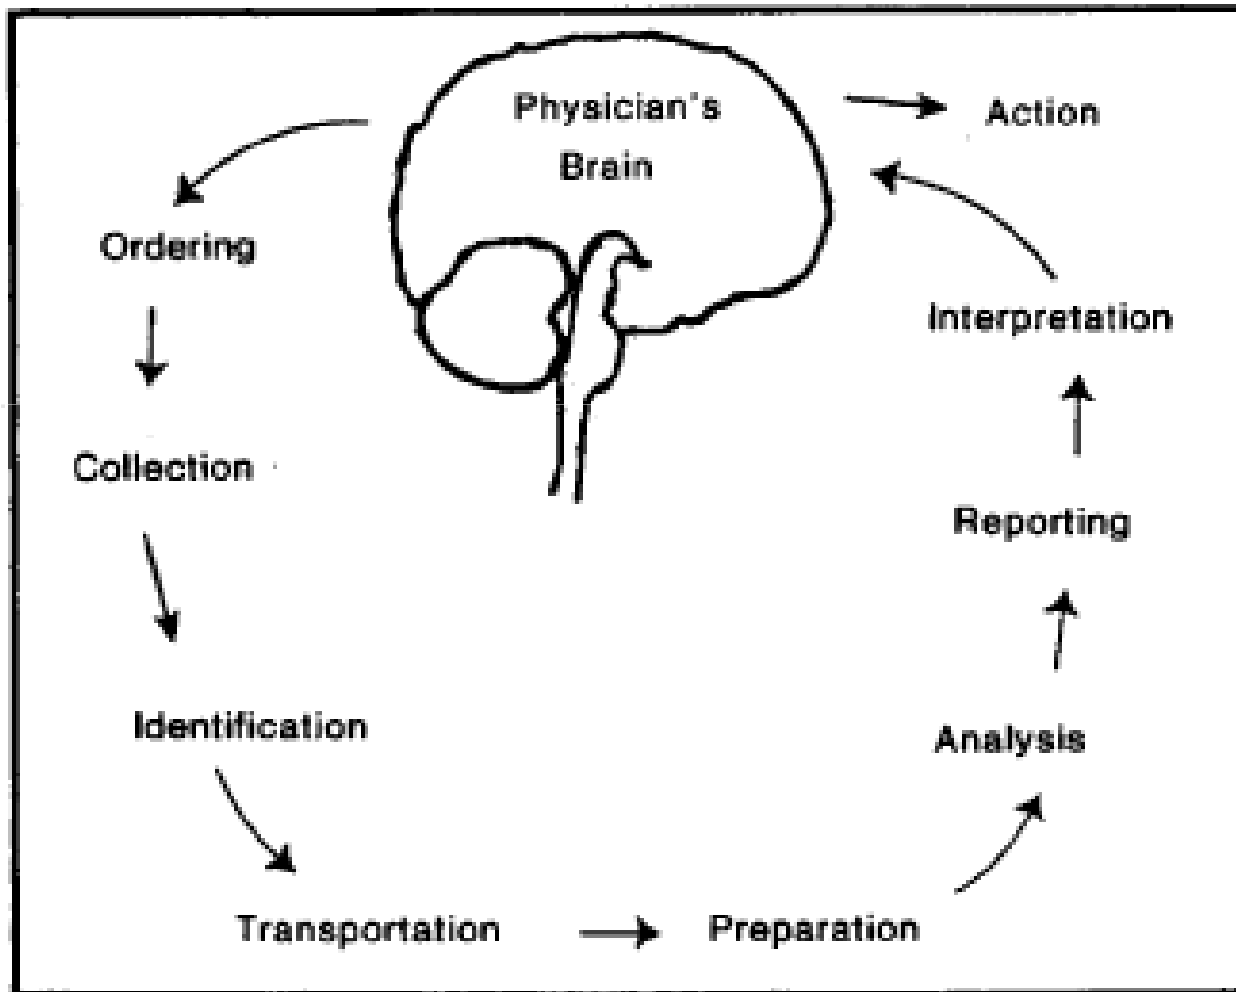 Physician's
Brain
Action
Ordering
Collection
Identification
Transportation
Preparation
Analysis
Reporting
Interpretation